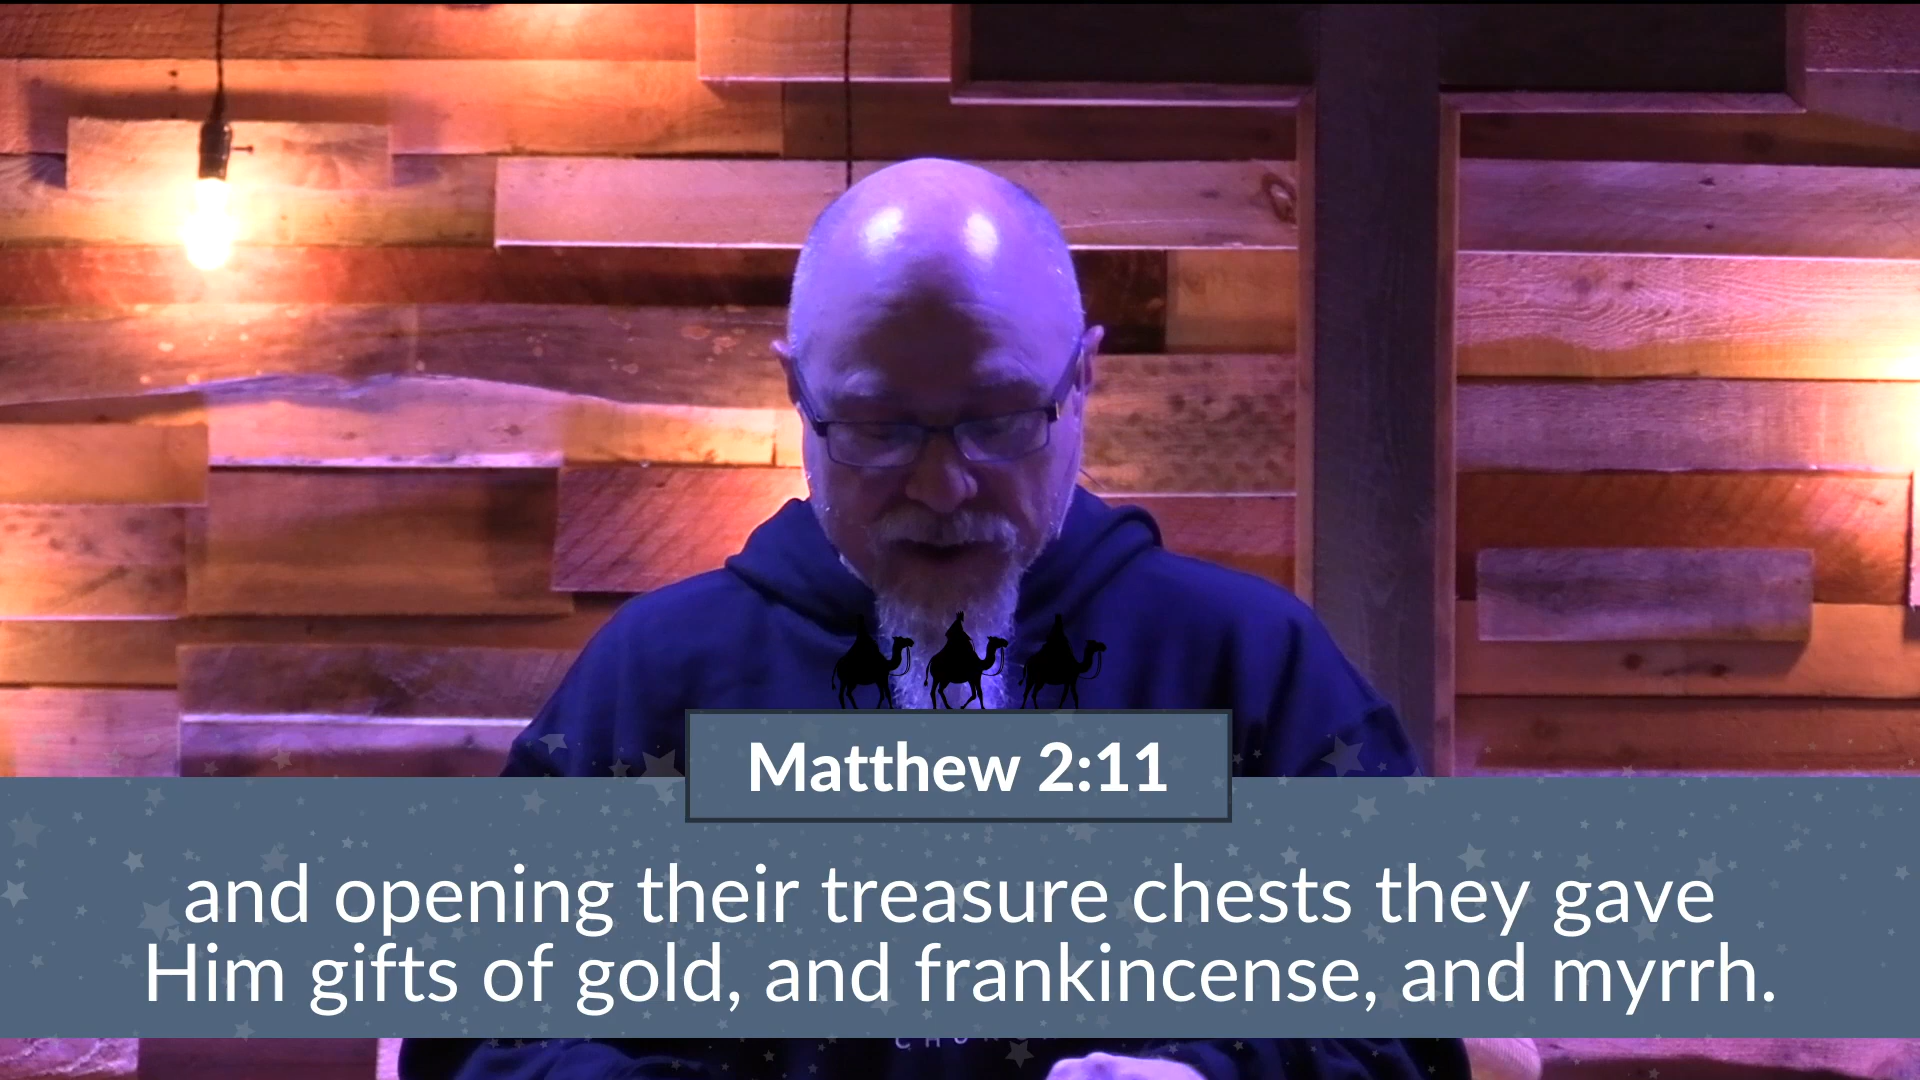 Matthew 2:11
and opening their treasure chests they gave
Him gifts of gold, and frankincense, and myrrh.